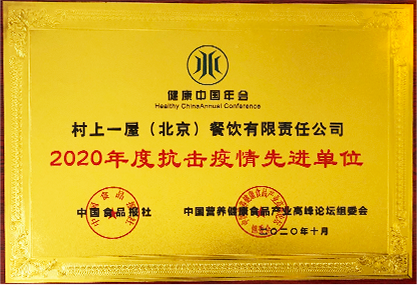 健康中国年会
Healthy ChinaAnnual Conference
村上一屋（北京）餐饮有限责任公司
2020年度抗击疫情先进单位
中国食品报社 中国营养健康食品产业高峰论坛组委会
二〇二〇年十月